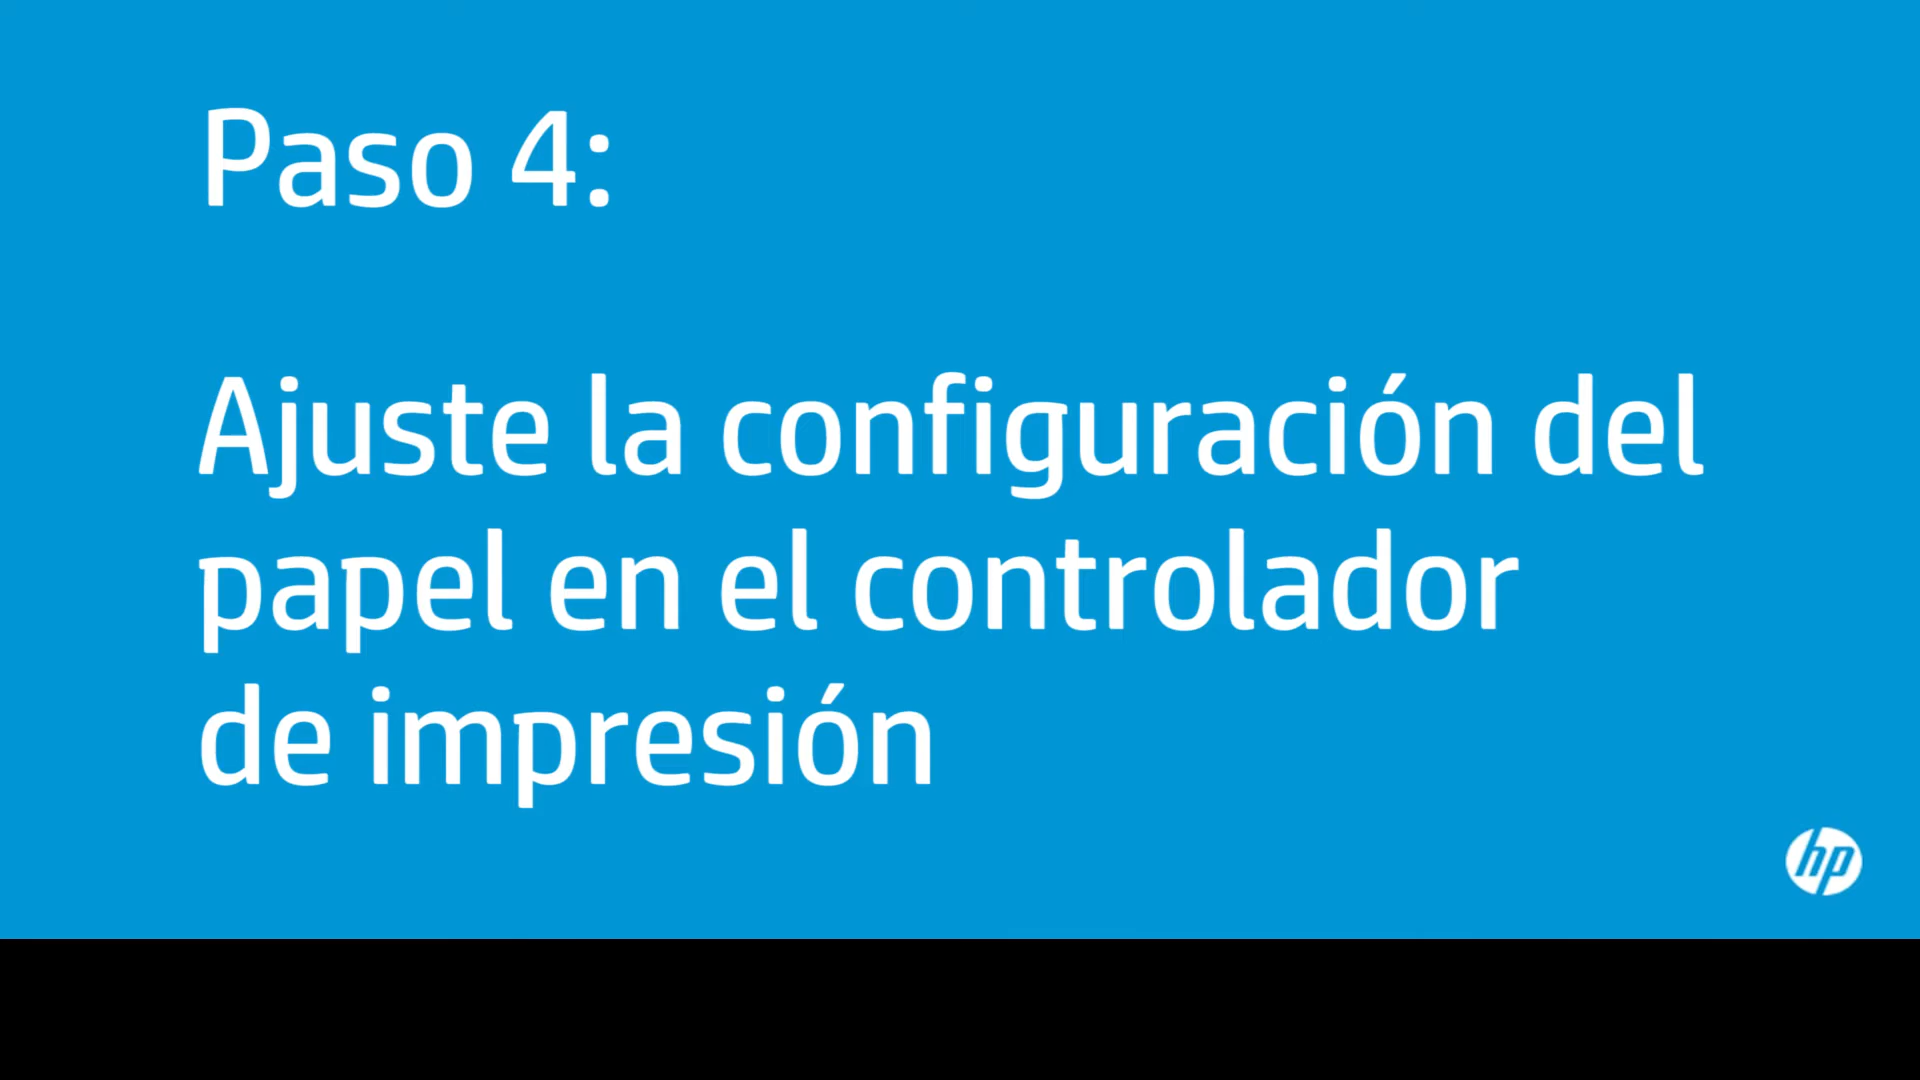 Paso 4:
Ajuste la configuración del
papel en el controlador
de impresión
hp